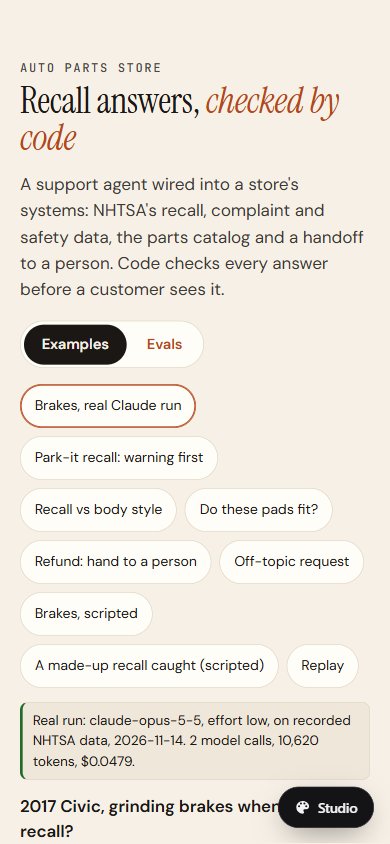 AUTO PARTS STORE
Recall answers, checked by
code
A support agent wired into a store's
systems: NHTSA's recall, complaint and
safety data, the parts catalog and a handoff
to a person. Code checks every answer
before a customer sees it.
Examples Evals
Brakes, real Claude run
Park-it recall: warning first
Recall vs body style Do these pads fit?
Refund: hand to a person Off-topic request
Brakes, scripted
A made-up recall caught (scripted) Replay
Real run: claude-opus-5-5, effort low, on recorded
NHTSA data, 2026-11-14. 2 model calls, 10,620
tokens, $0.0479.
2017 Civic, grinding brakes when
Studio
recall?